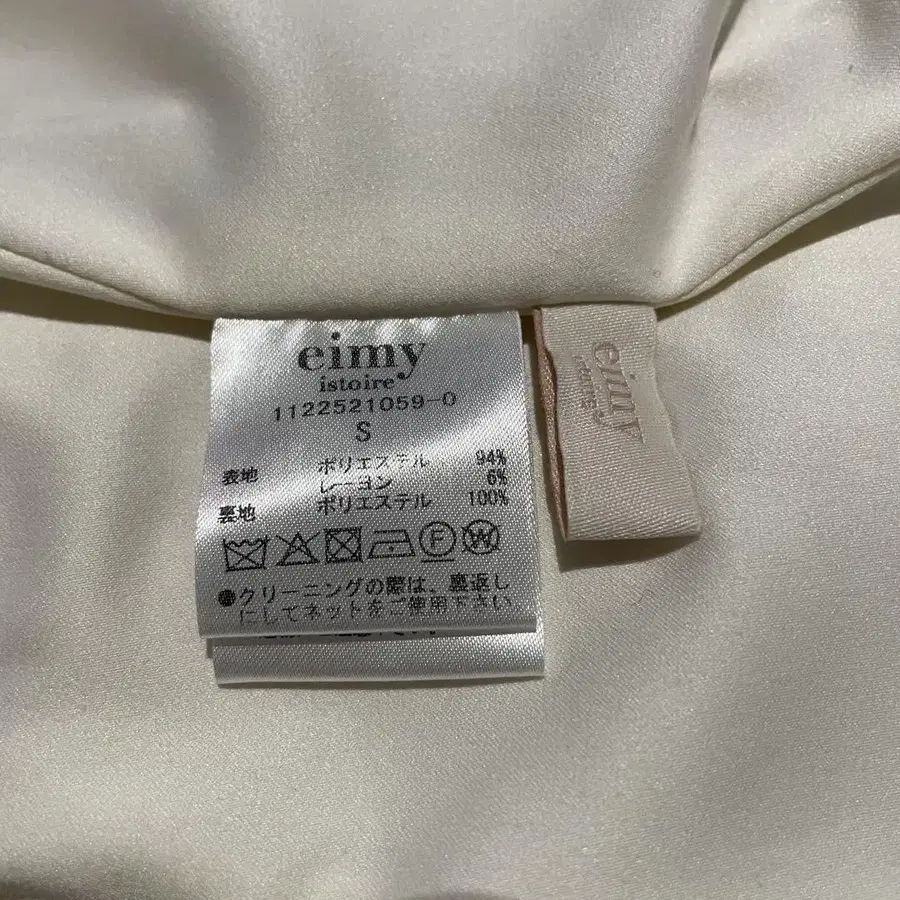 eimy
istoire
1122521059-0
S
表地 ポリエステル 94%
レーヨン 6%
裏地 ポリエステル 100%
F W
●クリーニングの際は、裏返し
にしてネットをご使用下さい
eimy
istoire